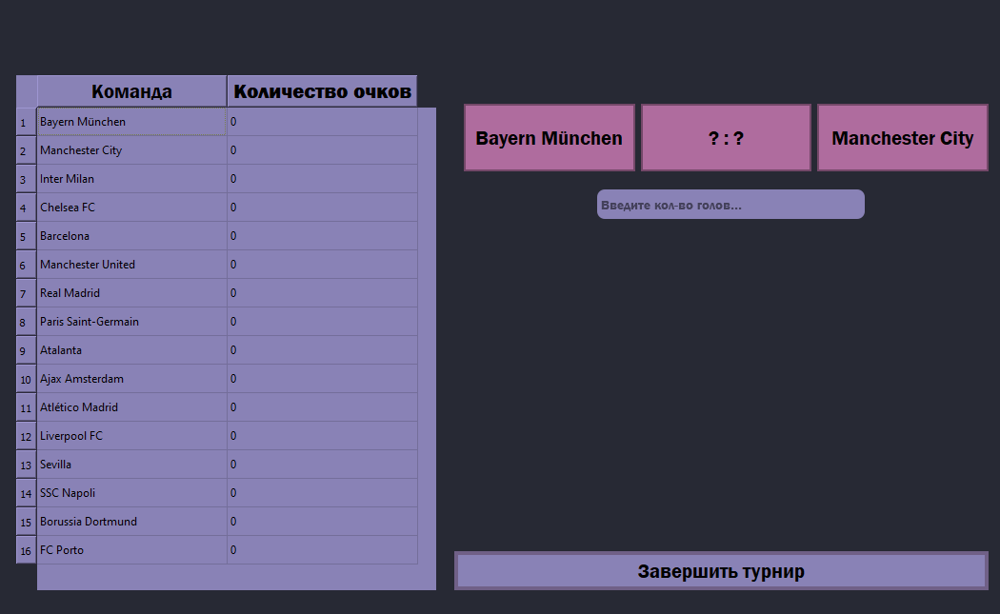 Команда Количество очков
1 Bayern München 0
2 Manchester City 0
3 Inter Milan 0
4 Chelsea FC 0
5 Barcelona 0
6 Manchester United 0
7 Real Madrid 0
8 Paris Saint-Germain 0
9 Atalanta 0
10 Ajax Amsterdam 0
11 Atlético Madrid 0
12 Liverpool FC 0
13 Sevilla 0
14 SSC Napoli 0
15 Borussia Dortmund 0
16 FC Porto 0
Bayern München ? : ? Manchester City
Введите кол-во голов...
Завершить турнир